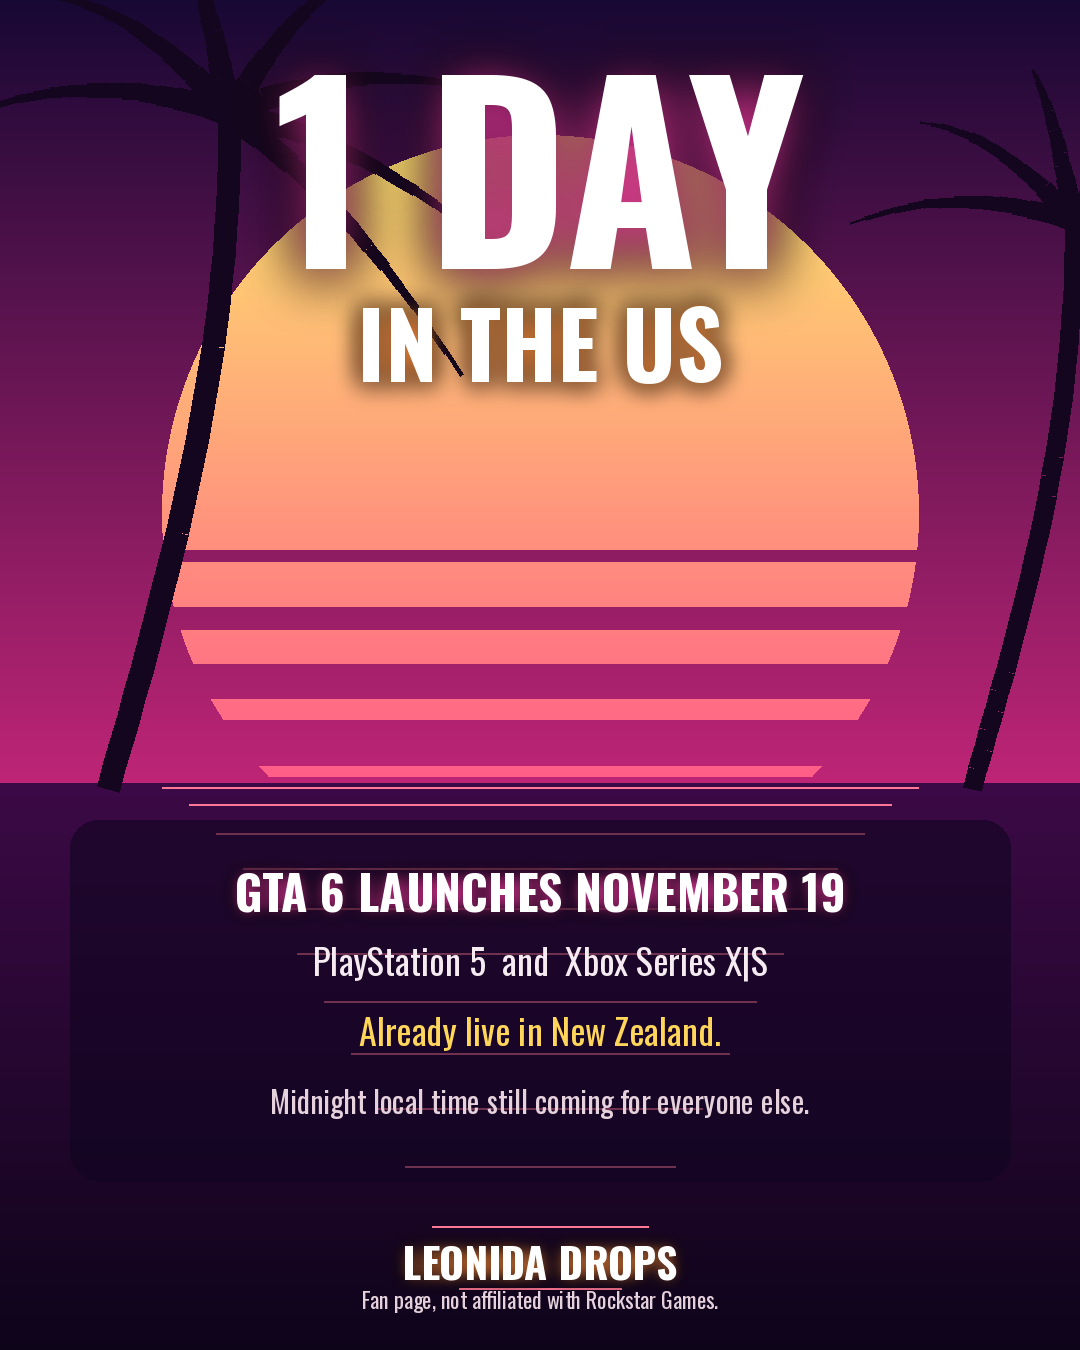 1 DAY
IN THE US
GTA 6 LAUNCHES NOVEMBER 19
PlayStation 5 and Xbox Series X|S
Already live in New Zealand.
Midnight local time still coming for everyone else.
LEONIDA DROPS
Fan page, not affiliated with Rockstar Games.